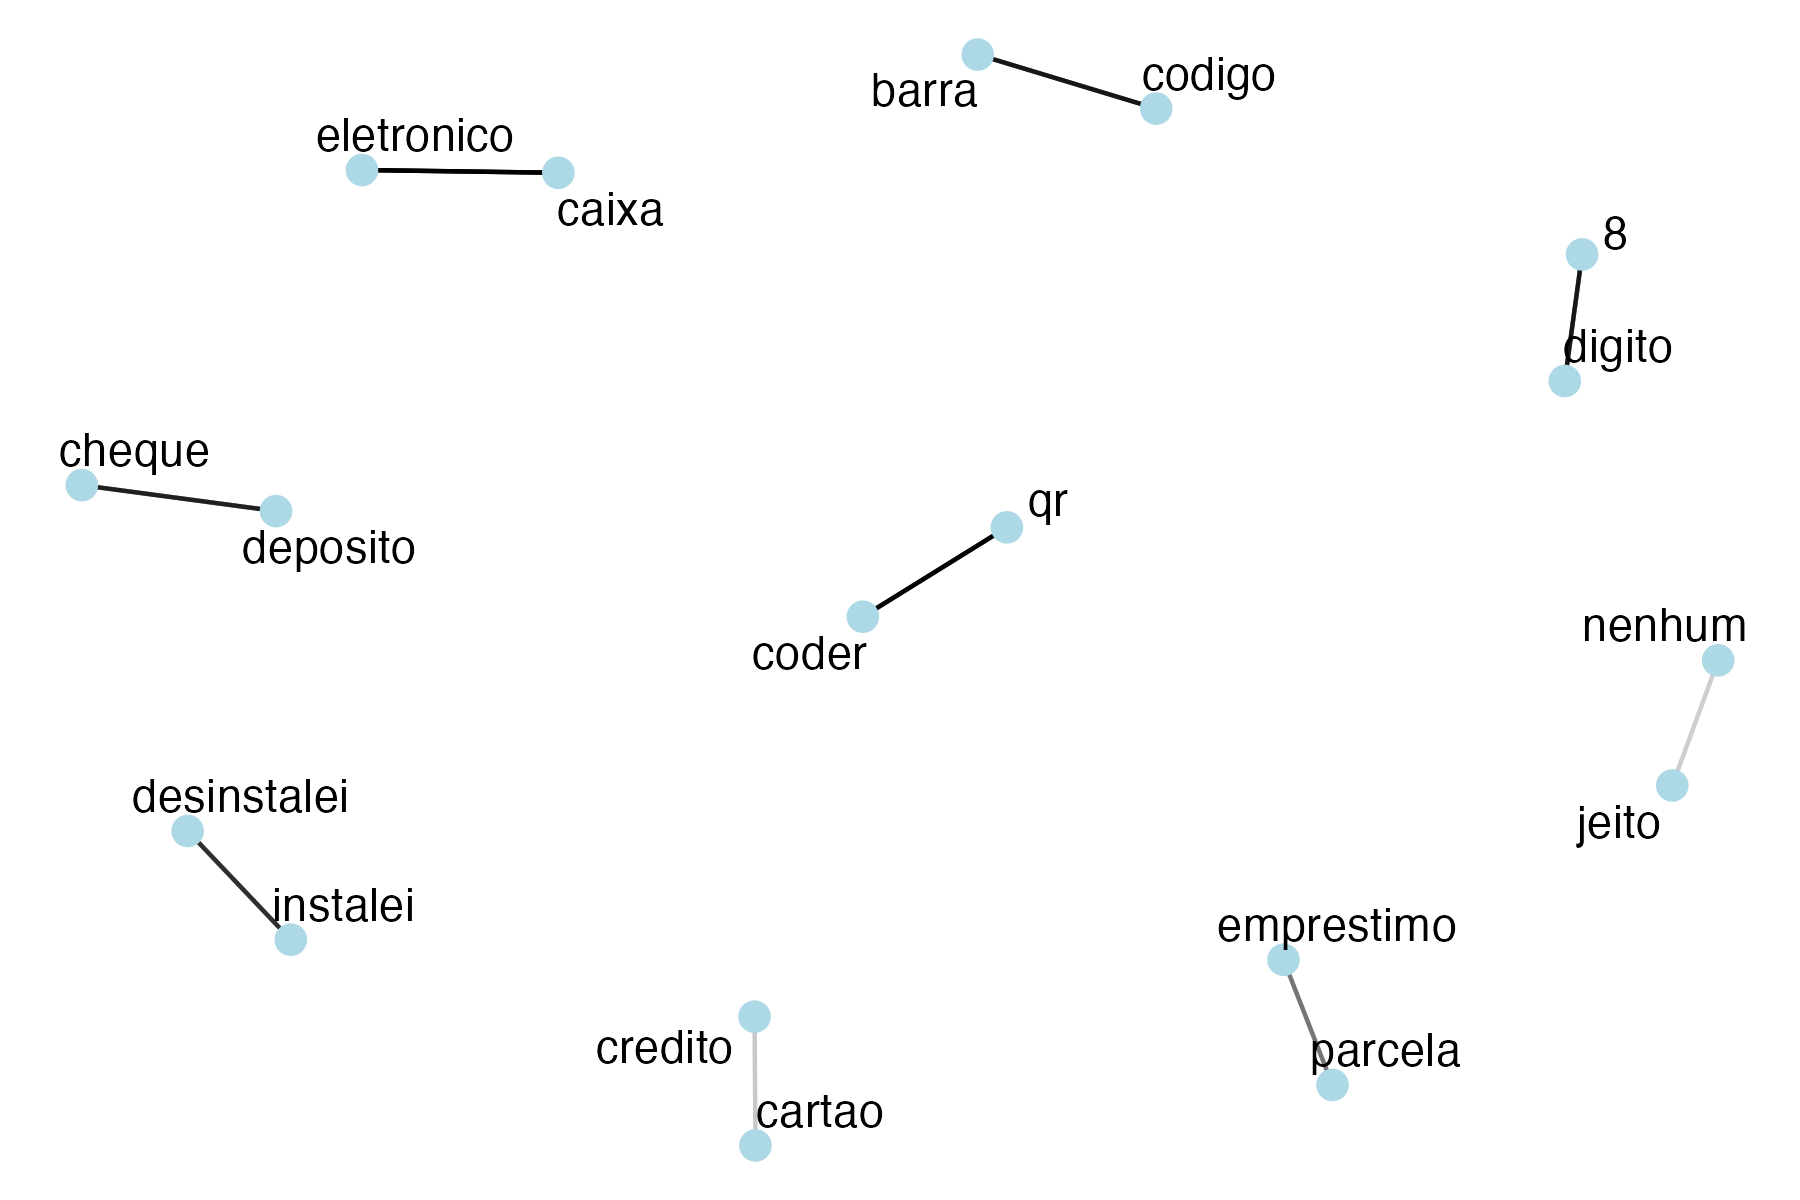 barra
codigo
eletronico
caixa
8
digito
cheque
deposito
qr
coder
nenhum
jeito
desinstalei
instalei
emprestimo
parcela
credito
cartao